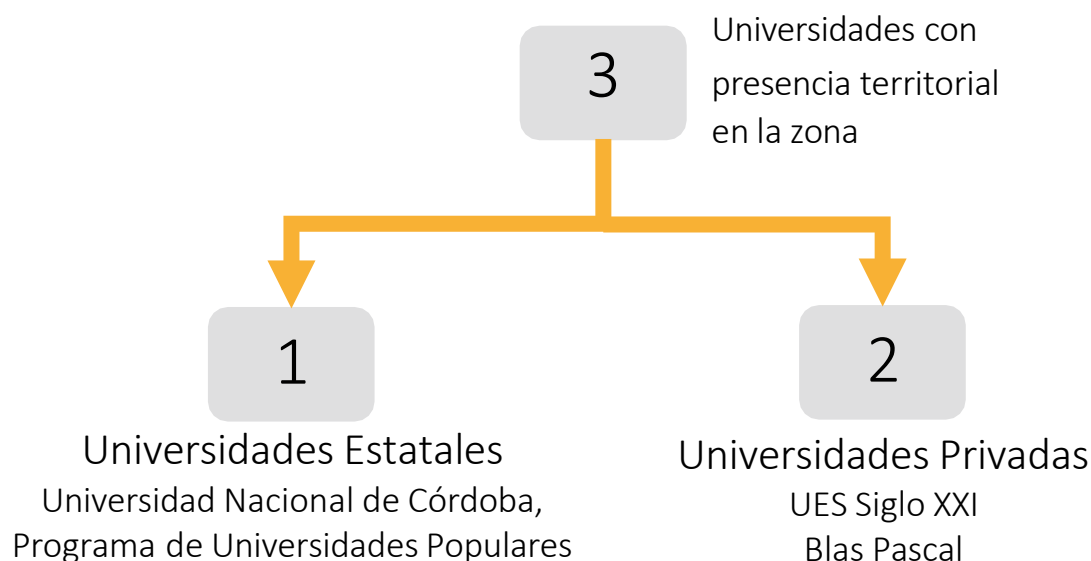 3
Universidades con
presencia territorial
en la zona
1
Universidades Estatales
Universidad Nacional de Córdoba,
Programa de Universidades Populares
2
Universidades Privadas
UES Siglo XXI
Blas Pascal